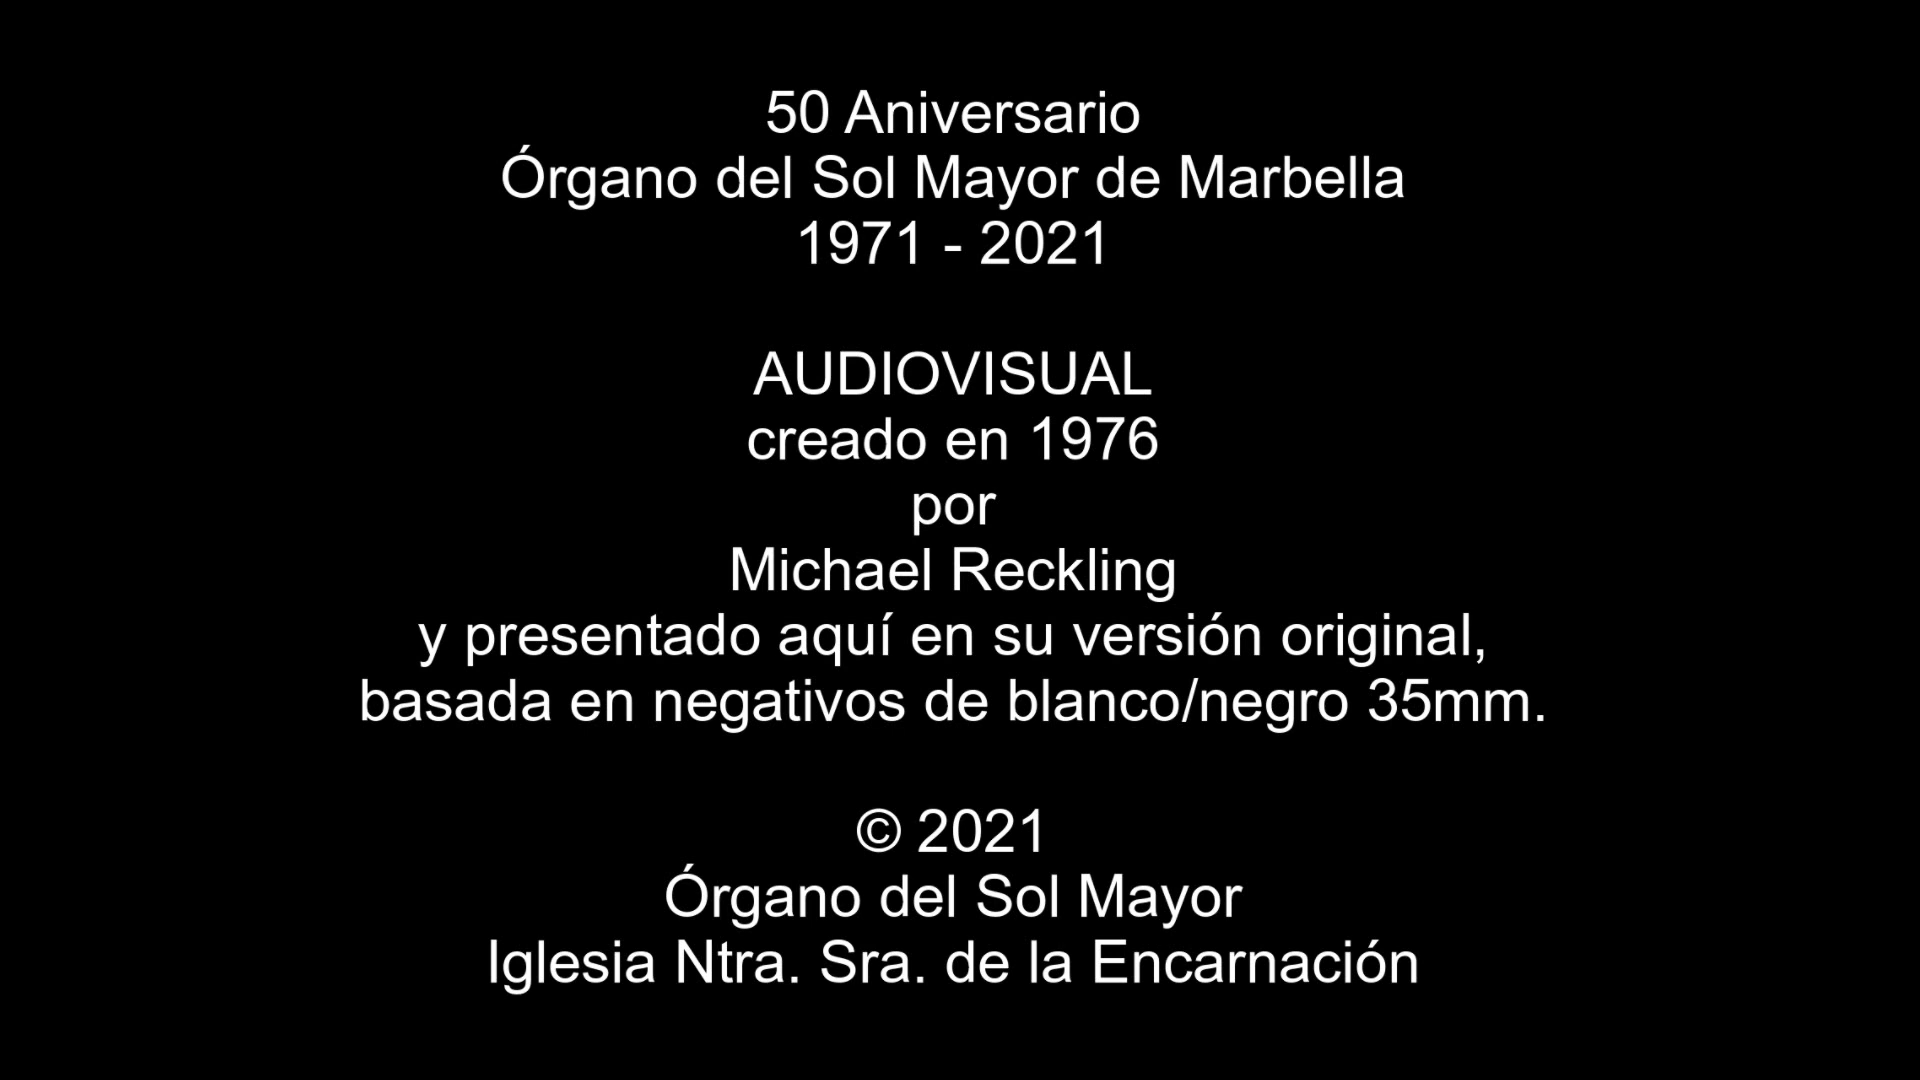 50 Aniversario
Órgano del Sol Mayor de Marbella
1971 - 2021
AUDIOVISUAL
creado en 1976
por
Michael Reckling
y presentado aquí en su versión original,
basada en negativos de blanco/negro 35mm.
© 2021
Órgano del Sol Mayor
Iglesia Ntra. Sra. de la Encarnación